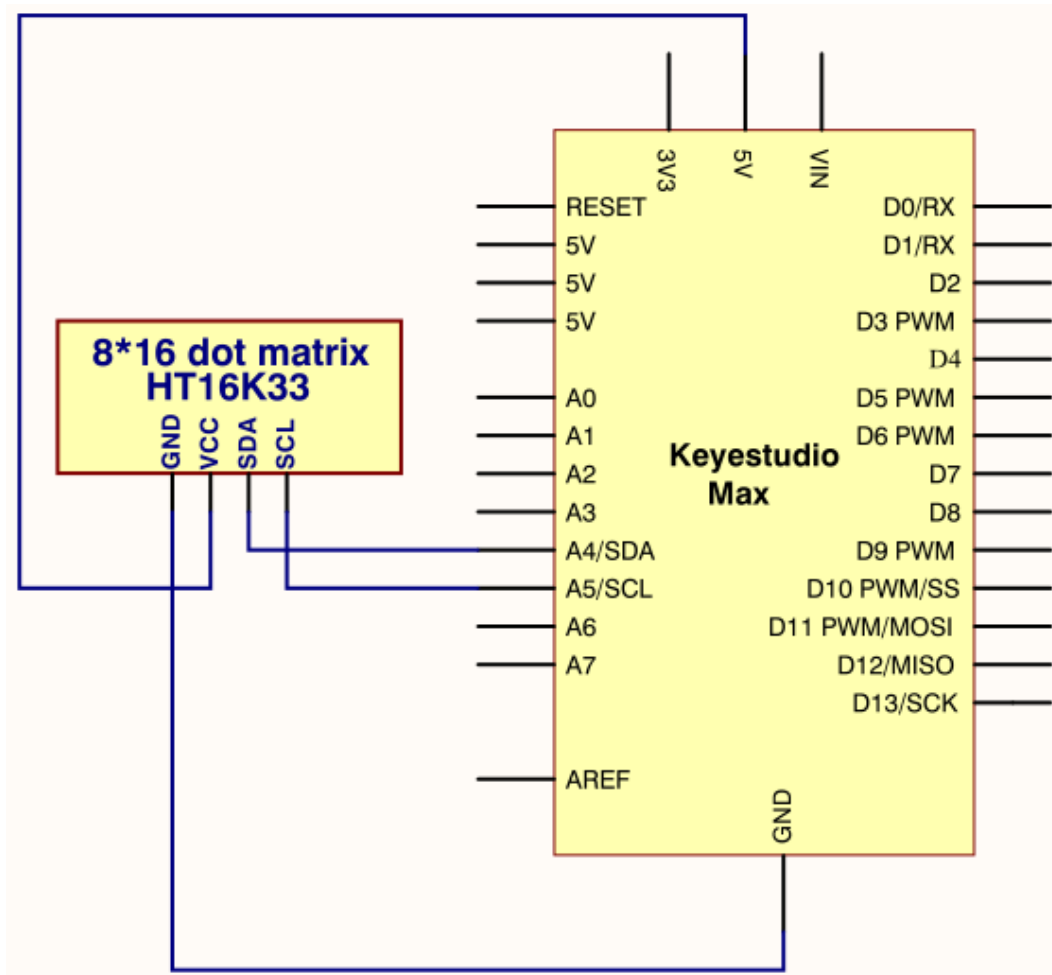 3V3
5V
VIN
RESET
5V
5V
5V
A0
A1
A2
A3
A4/SDA
A5/SCL
A6
A7
AREF
8*16 dot matrix
HT16K33
GND
VCC
SDA
SCL
Keyestudio
Max
D0/RX
D1/RX
D2
D3 PWM
D4
D5 PWM
D6 PWM
D7
D8
D9 PWM
D10 PWM/SS
D11 PWM/MOSI
D12/MISO
D13/SCK
GND